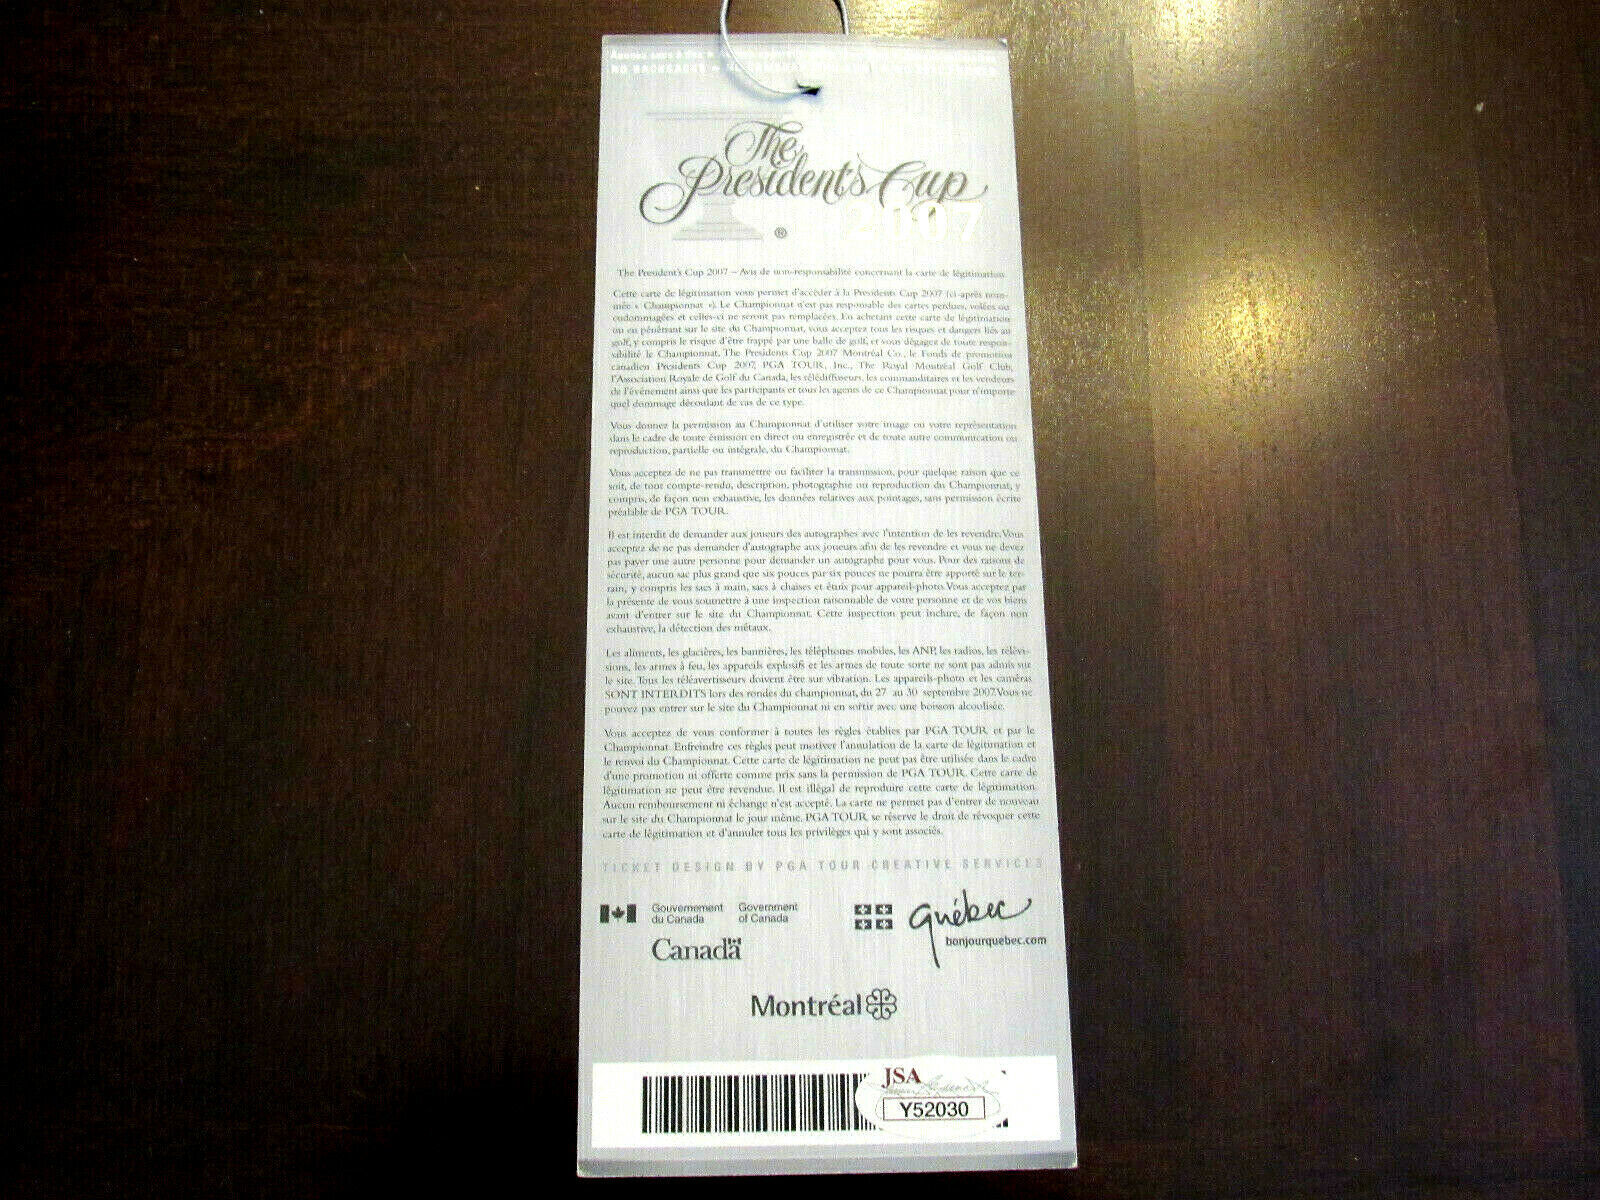 NO BACKPACKS
The
President's Cup
2007
®
The President's Cup 2007 – Avis de non-responsabilité concernant la carte de légitimation
Cette carte de légitimation vous permet d'accéder à la Presidents Cup 2007 (ci-après nom-
mée « Championnat »). Le Championnat n'est pas responsable des cartes perdues, volées ou
endommagées et celles-ci ne seront pas remplacées. En achetant cette carte de légitimation
ou en pénétrant sur le site du Championnat, vous acceptez tous les risques et dangers liés au
golf, y compris le risque d'être frappé par une balle de golf, et vous dégagez de toute respon-
sabilité le Championnat, The Presidents Cup 2007 Montréal Co., le Fonds de promotion
canadien Presidents Cup 2007, PGA TOUR, Inc., The Royal Montréal Golf Club,
l'Association Royale de Golf du Canada, les télédiffuseurs, les commanditaires et les vendeurs
de l'événement ainsi que les participants et tous les agents de ce Championnat pour n'importe
quel dommage découlant de cas de ce type.
Vous donnez la permission au Championnat d'utiliser votre image ou votre représentation
dans le cadre de toute émission en direct ou enregistrée et de toute autre communication ou
reproduction, partielle ou intégrale, du Championnat.
Vous acceptez de ne pas transmettre ou faciliter la transmission, pour quelque raison que ce
soit, de tout compte-rendu, description, photographie ou reproduction du Championnat, y
compris, de façon non exhaustive, les données relatives aux pointages, sans permission écrite
préalable de PGA TOUR.
Il est interdit de demander aux joueurs des autographes avec l'intention de les revendre. Vous
acceptez de ne pas demander d'autographe aux joueurs afin de les revendre et vous ne devez
pas payer une autre personne pour demander un autographe pour vous. Pour des raisons de
sécurité, aucun sac plus grand que six pouces par six pouces ne pourra être apporté sur le ter-
rain, y compris les sacs à main, sacs à chaises et étuis pour appareil-photo. Vous acceptez par
la présente de vous soumettre à une inspection raisonnable de votre personne et de vos biens
avant d'entrer sur le site du Championnat. Cette inspection peut inclure, de façon non
exhaustive, la détection des métaux.
Les aliments, les glacières, les bannières, les téléphones mobiles, les ANP, les radios, les télévi-
sions, les armes à feu, les appareils explosifs et les armes de toute sorte ne sont pas admis sur
le site. Tous les téléavertisseurs doivent être sur vibration. Les appareils-photo et les caméras
SONT INTERDITS lors des rondes du championnat, du 27 au 30 septembre 2007. Vous ne
pouvez pas entrer sur le site du Championnat ni en sortir avec une boisson alcoolisée.
Vous acceptez de vous conformer à toutes les règles établies par PGA TOUR et par le
Championnat. Enfreindre ces règles peut motiver l'annulation de la carte de légitimation et
le renvoi du Championnat. Cette carte de légitimation ne peut pas être utilisée dans le cadre
d'une promotion ni offerte comme prix sans la permission de PGA TOUR. Cette carte de
légitimation ne peut être revendue. Il est illégal de reproduire cette carte de légitimation.
Aucun remboursement ni échange n'est accepté. La carte ne permet pas d'entrer de nouveau
sur le site du Championnat le jour même. PGA TOUR se réserve le droit de révoquer cette
carte de légitimation et d'annuler tous les privilèges qui y sont associés.
TICKET DESIGN BY PGA TOUR CREATIVE SERVICES
Gouvernement du Canada Government of Canada
Québec
bonjourquebec.com
Canada
Montréal
JSA
Y52030